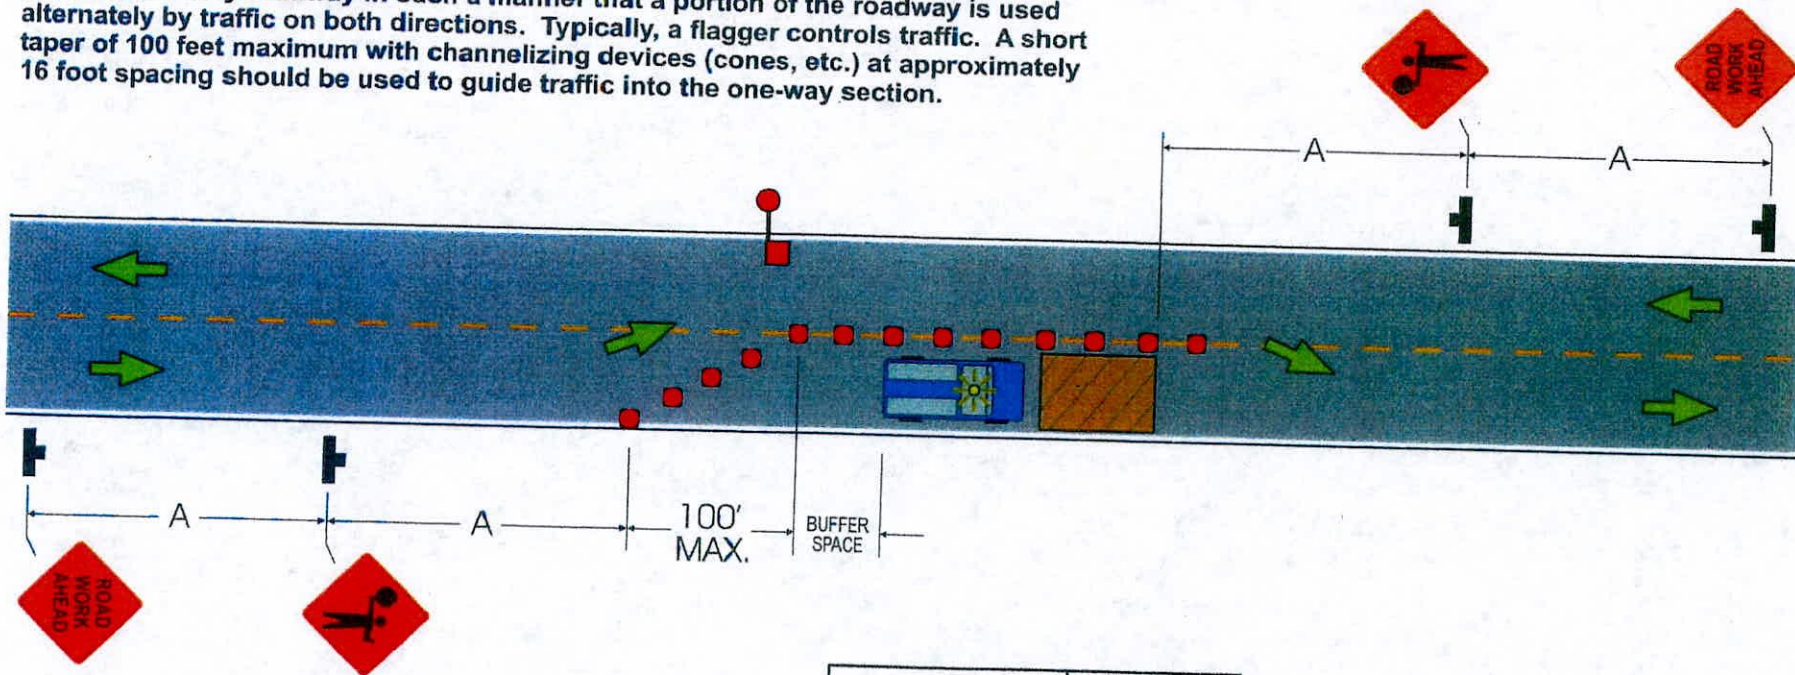 alternately by traffic on both directions. Typically, a flagger controls traffic. A short
taper of 100 feet maximum with channelizing devices (cones, etc.) at approximately
16 foot spacing should be used to guide traffic into the one-way section.
ROAD
WORK
AHEAD
A
A
A
A
100'
MAX.
BUFFER
SPACE
ROAD
WORK
AHEAD